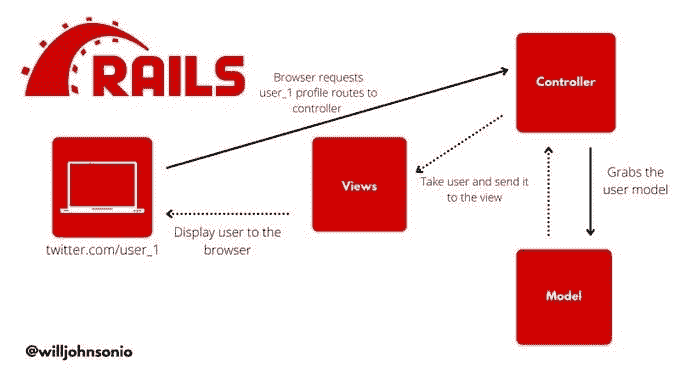 RAILS
Browser requests
user_1 profile routes to
controller
Controller
Views
Take user and send it
to the view
Grabs the
user model
Display user to the
browser
twitter.com/user_1
Model
@willjohnsonio